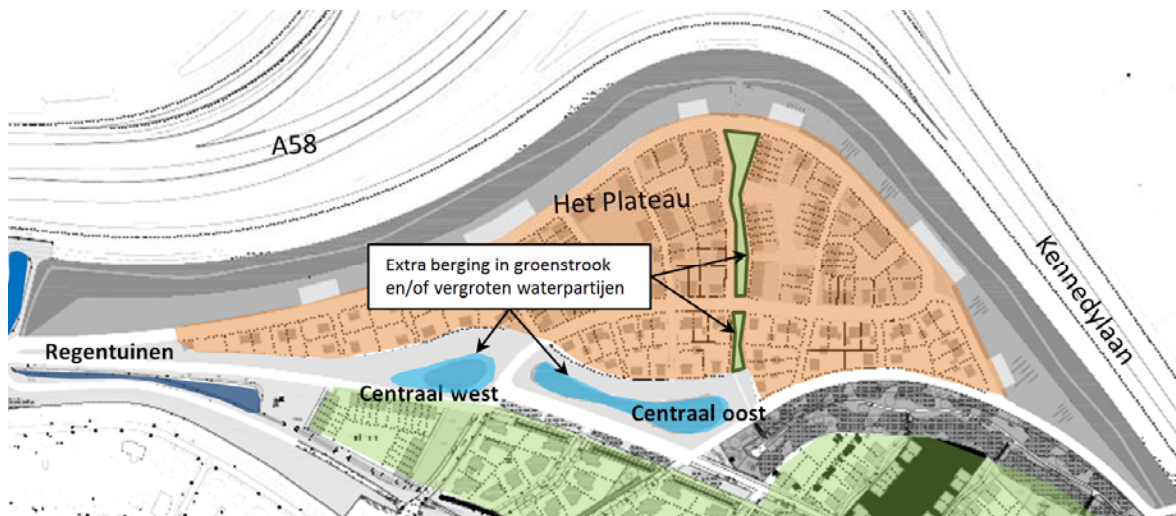 A58
Het Plateau
Kennedylaan
Extra berging in groenstrook
en/of vergroten waterpartijen
Regentuinen
Centraal west
Centraal oost